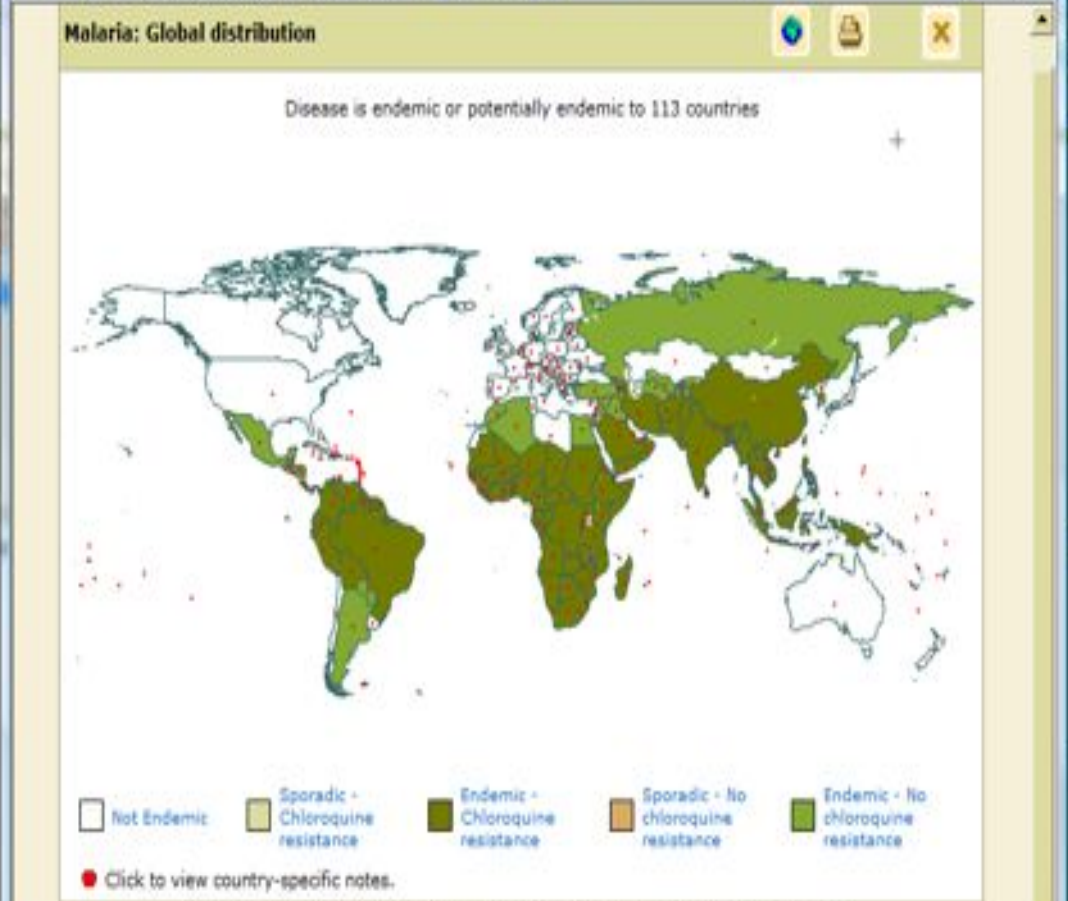 Malaria: Global distribution
Disease is endemic or potentially endemic to 113 countries
Not Endemic
Sporadic -
Chloroquine
resistance
Endemic -
Chloroquine
resistance
Sporadic - No
chloroquine
resistance
Endemic - No
chloroquine
resistance
Click to view country-specific notes.